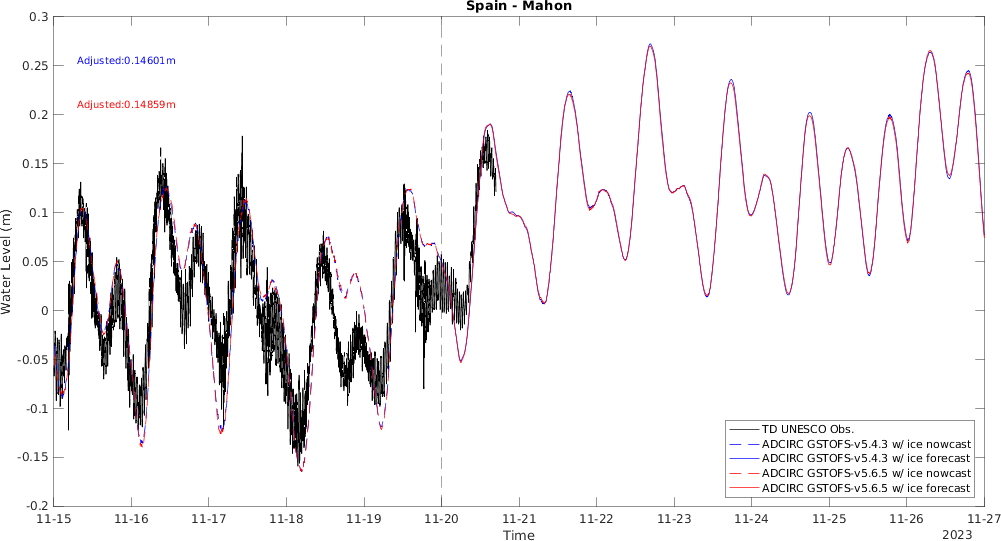 Spain - Mahon
0.3
0.25
0.2
0.15
0.1
0.05
0
-0.05
-0.1
-0.15
-0.2
Water Level (m)
Adjusted:0.14601m
Adjusted:0.14859m
TD UNESCO Obs.
ADCIRC GSTOFS-v5.4.3 w/ ice nowcast
ADCIRC GSTOFS-v5.4.3 w/ ice forecast
ADCIRC GSTOFS-v5.6.5 w/ ice nowcast
ADCIRC GSTOFS-v5.6.5 w/ ice forecast
11-15 11-16 11-17 11-18 11-19 11-20 11-21 11-22 11-23 11-24 11-25 11-26 11-27
Time
2023